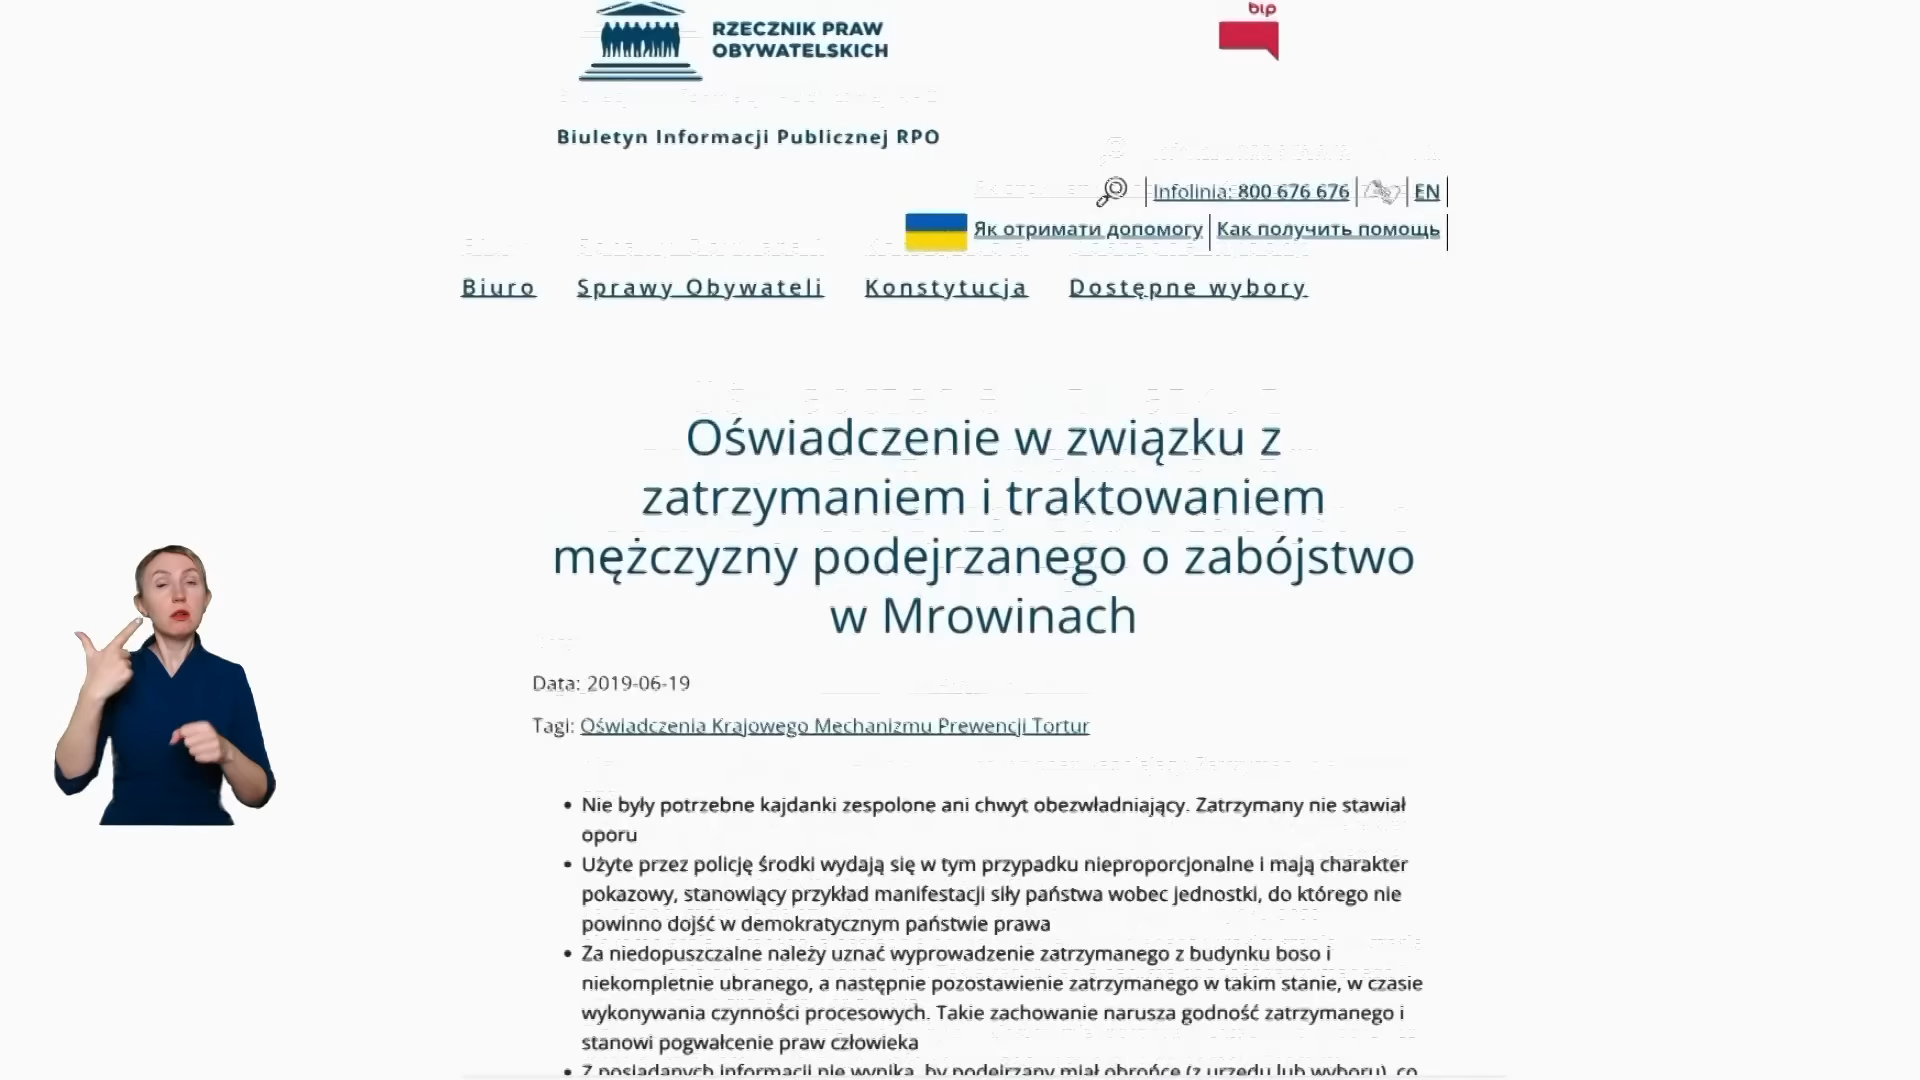 RZECZNIK PRAW
OBYWATELSKICH
bip
Biuletyn Informacji Publicznej RPO
Infolinia: 800 676 676
EN
Як отримати допомогу
Как получить помощь
Biuro
Sprawy Obywateli
Konstytucja
Dostępne wybory
Oświadczenie w związku z
zatrzymaniem i traktowaniem
mężczyzny podejrzanego o zabójstwo
w Mrowinach
Data: 2019-06-19
Tagi: Oświadczenia Krajowego Mechanizmu Prewencji Tortur
• Nie były potrzebne kajdanki zespolone ani chwyt obezwładniający. Zatrzymany nie stawiał
oporu
• Użyte przez policję środki wydają się w tym przypadku nieproporcjonalne i mają charakter
pokazowy, stanowiący przykład manifestacji siły państwa wobec jednostki, do którego nie
powinno dojść w demokratycznym państwie prawa
• Za niedopuszczalne należy uznać wyprowadzenie zatrzymanego z budynku boso i
niekompletnie ubranego, a następnie pozostawienie zatrzymanego w takim stanie, w czasie
wykonywania czynności procesowych. Takie zachowanie narusza godność zatrzymanego i
stanowi pogwałcenie praw człowieka
• Z posiadanych informacji nie wynika, by podejrzany miał obrońcę (z urzędu lub wyboru), co